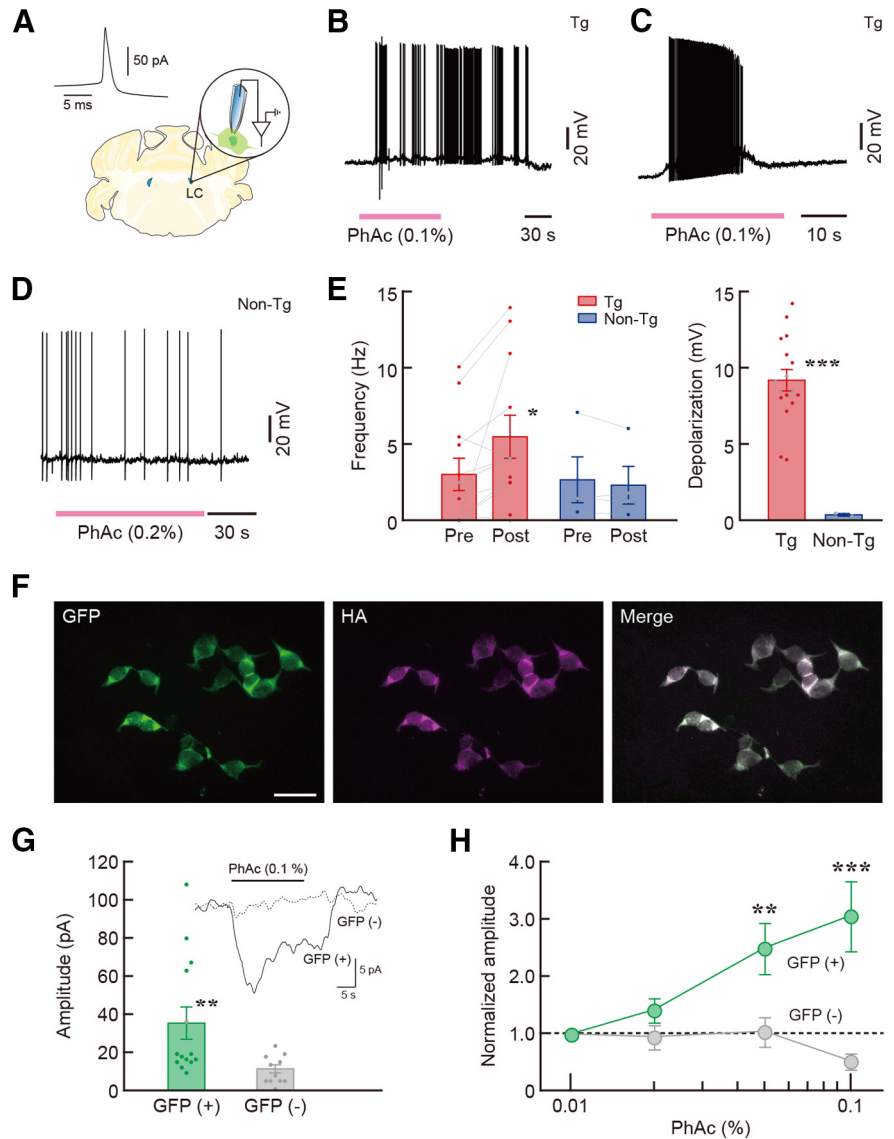 A
50 pA
5 ms
LC
B
Tg
20 mV
PhAc (0.1%)
30 s
C
Tg
20 mV
PhAc (0.1%)
10 s
D
Non-Tg
20 mV
PhAc (0.2%)
30 s
E
15
10
5
0
Frequency (Hz)
Tg
Non-Tg
*
Pre
Post
Pre
Post
15
10
5
0
Depolarization (mV)
***
Tg
Non-Tg
F
GFP
HA
Merge
G
120
100
80
60
40
20
0
Amplitude (pA)
PhAc (0.1 %)
GFP (-)
GFP (+)
5 pA
5 s
**
GFP (+)
GFP (-)
H
4.0
3.0
2.0
1.0
0
Normalized amplitude
**
***
GFP (+)
GFP (-)
0.01
0.1
PhAc (%)